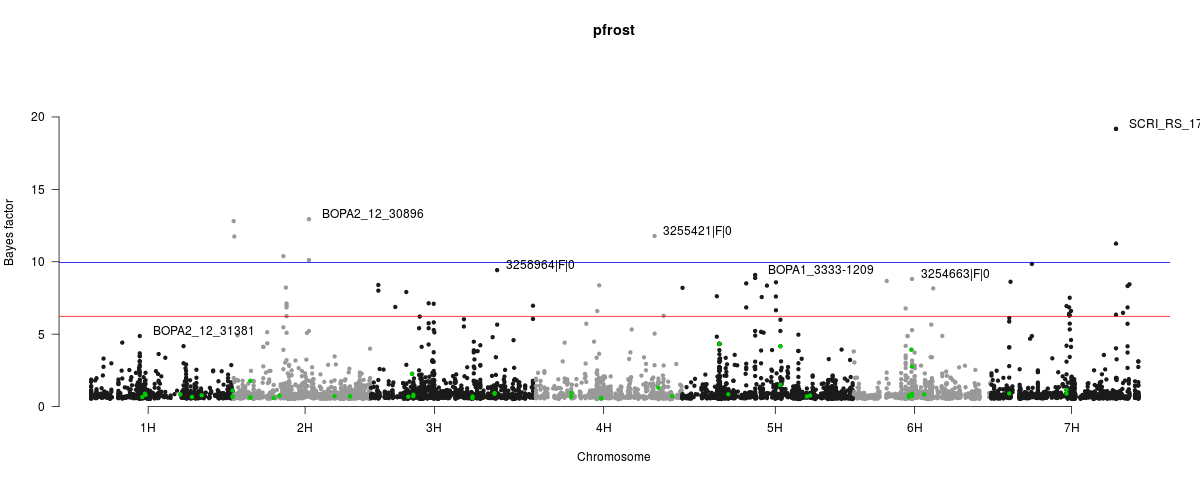 pfrost
20
SCRI_RS_17
15
BOPA2_12_30896
3255421|F|0
10
3258964|F|0
BOPA1_3333-1209
3254663|F|0
5
BOPA2_12_31381
0
Bayes factor
1H 2H 3H 4H 5H 6H 7H
Chromosome